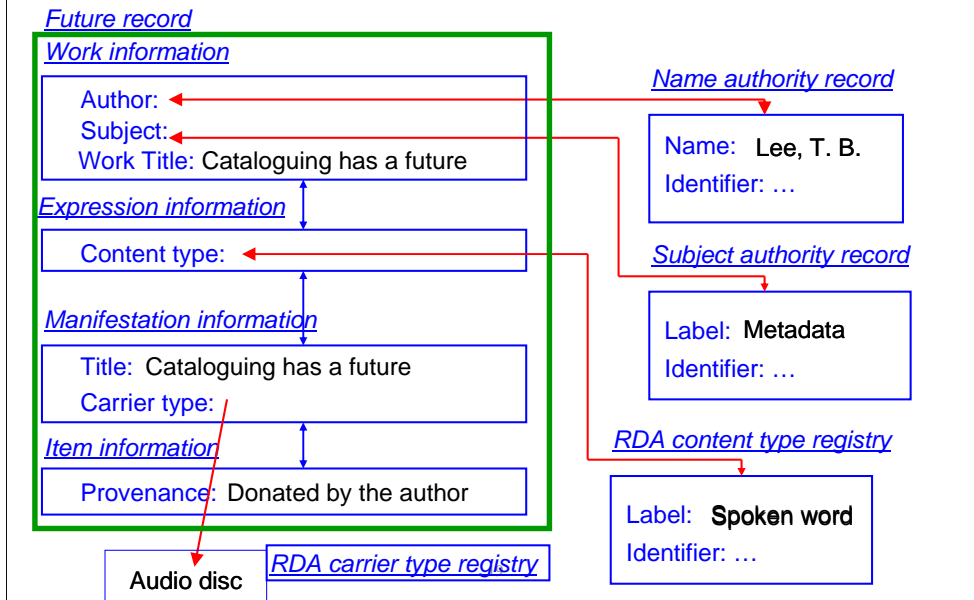 Future record
Work information
Author:
Subject:
Work Title: Cataloguing has a future
Expression information
Content type:
Manifestation information
Title: Cataloguing has a future
Carrier type:
Item information
Provenance: Donated by the author
Audio disc
RDA carrier type registry
Name authority record
Name: Lee, T. B.
Identifier: …
Subject authority record
Label: Metadata
Identifier: …
RDA content type registry
Label: Spoken word
Identifier: …